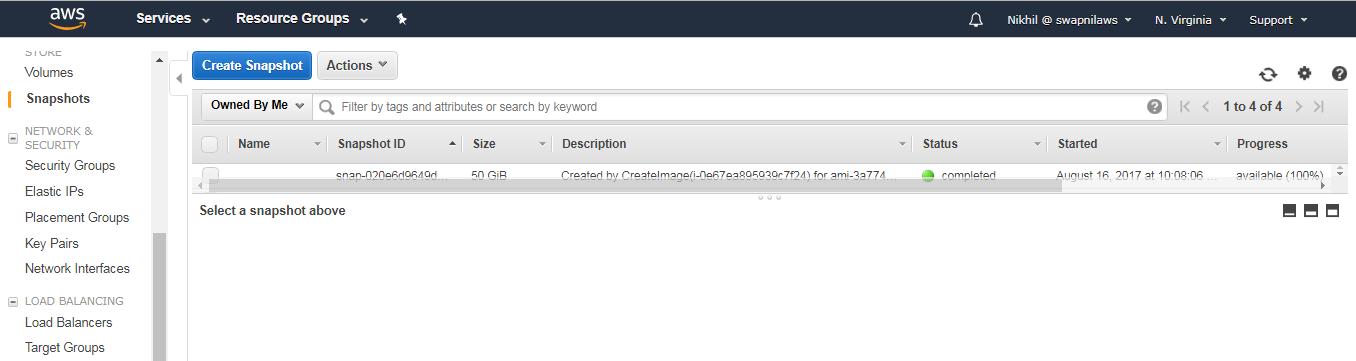 aws Services Resource Groups Nikhil @ swapnilaws N. Virginia Support
STORE
Volumes
Snapshots
NETWORK &
SECURITY
Security Groups
Elastic IPs
Placement Groups
Key Pairs
Network Interfaces
LOAD BALANCING
Load Balancers
Target Groups
Create Snapshot Actions
Owned By Me Filter by tags and attributes or search by keyword 1 to 4 of 4
Name Snapshot ID Size Description Status Started Progress
snap-020e6d9649d... 50 GiB Created by CreateImage(i-0e67ea895939c7f24) for ami-3a774... completed August 16, 2017 at 10:08:06 ... available (100%)
Select a snapshot above